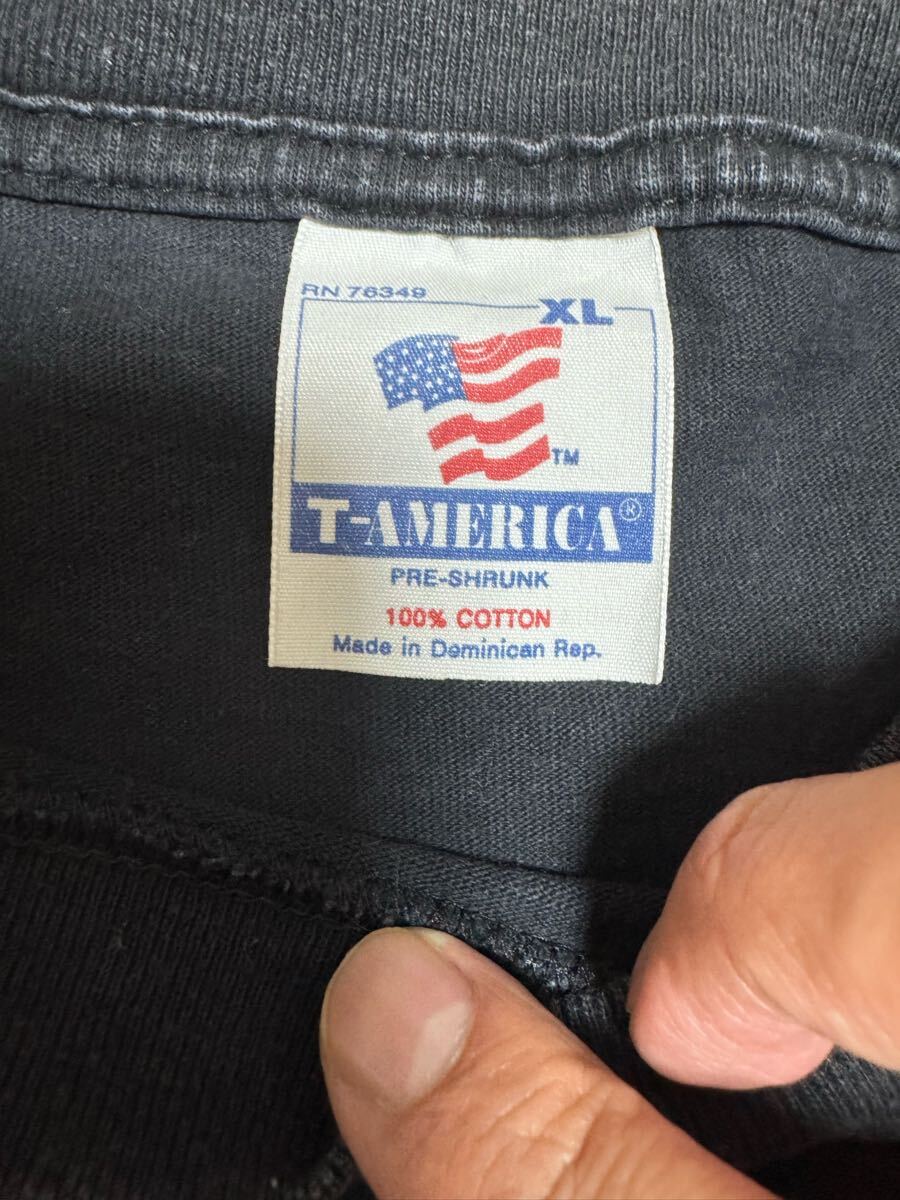 RN 76349
XL
TM
T-AMERICA®
PRE-SHRUNK
100% COTTON
Made in Dominican Rep.